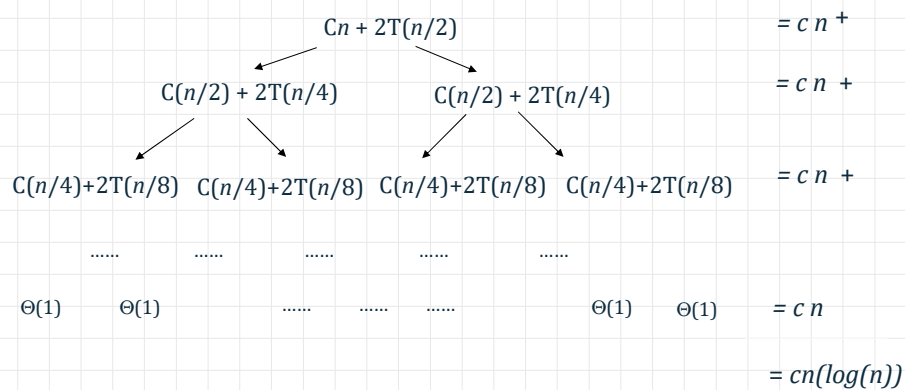 Cn + 2T(n/2) = c n +
C(n/2) + 2T(n/4) C(n/2) + 2T(n/4) = c n +
C(n/4)+2T(n/8) C(n/4)+2T(n/8) C(n/4)+2T(n/8) C(n/4)+2T(n/8) = c n +
...... ...... ...... ...... ......
Θ(1) Θ(1) ...... ...... ...... Θ(1) Θ(1) = c n
= cn(log(n))